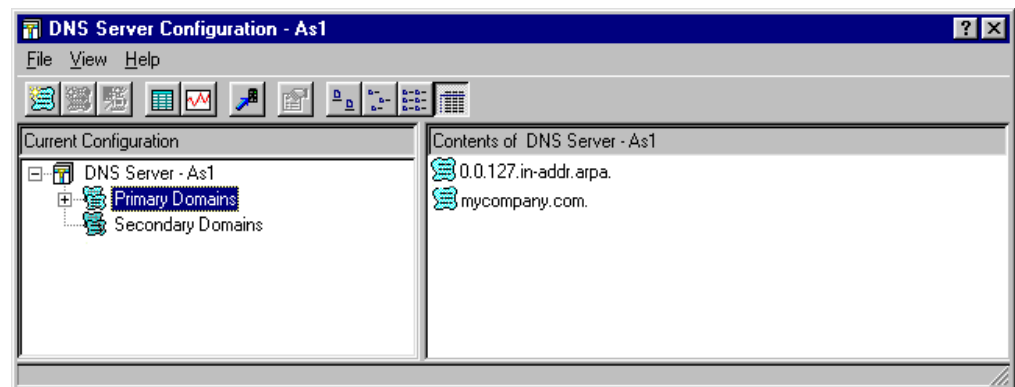 DNS Server Configuration - As1
File View Help
Current Configuration
DNS Server - As1
Primary Domains
Secondary Domains
Contents of DNS Server - As1
0.0.127.in-addr.arpa.
mycompany.com.